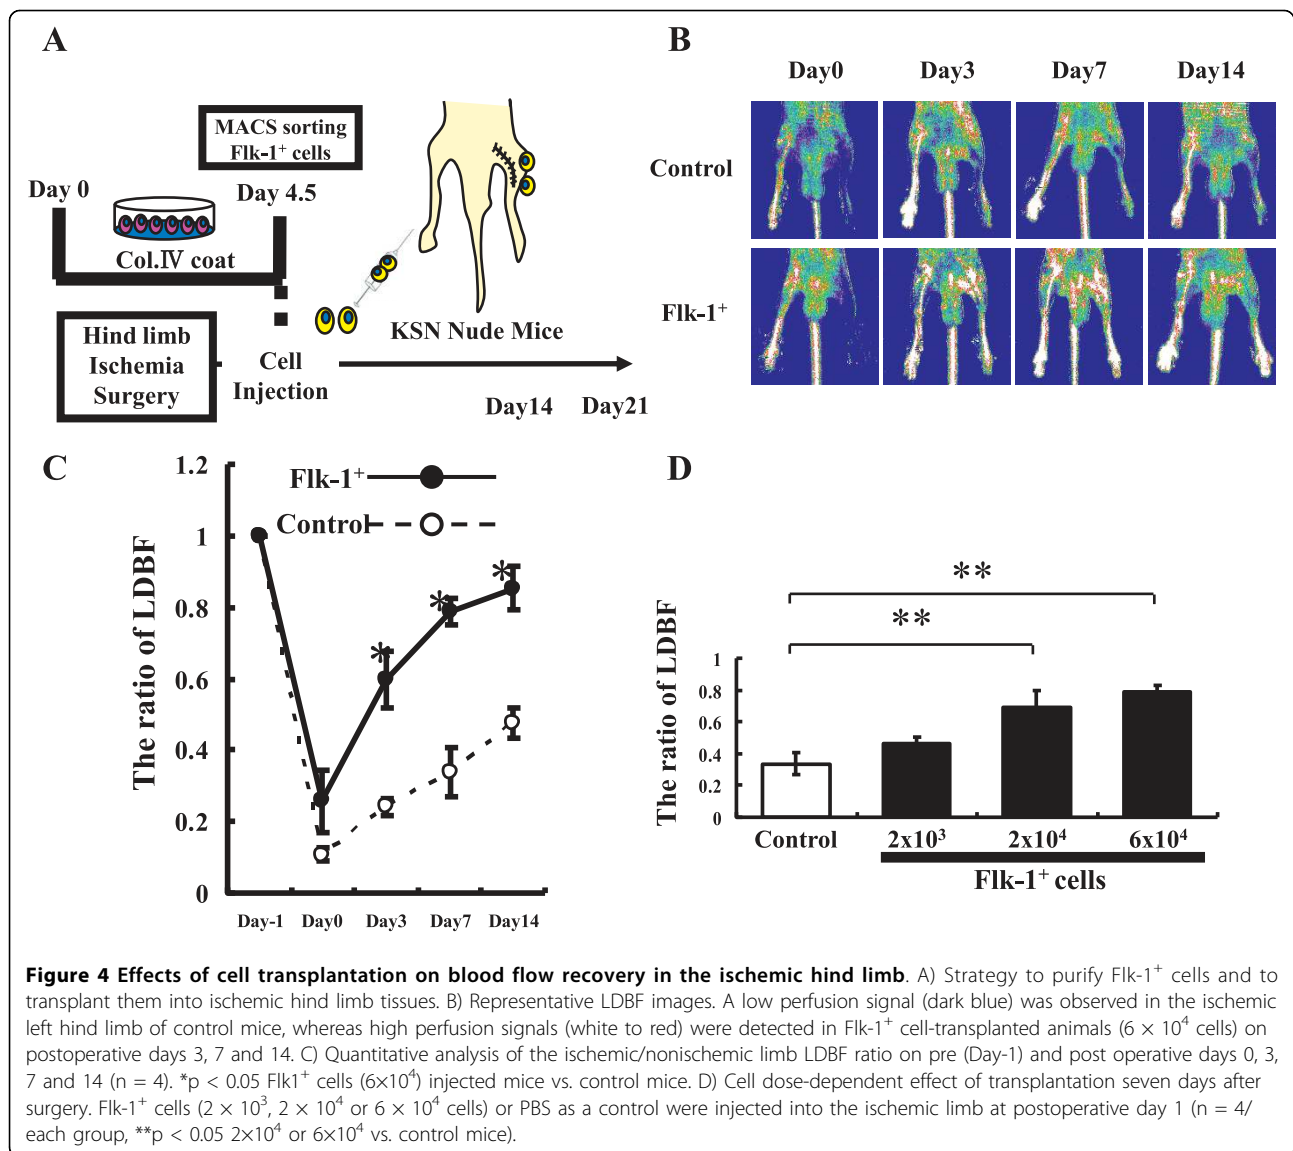 A
MACS sorting
Flk-1⁺ cells
Day 0
Day 4.5
Col.IV coat
Hind limb
Ischemia
Surgery
Cell
Injection
KSN Nude Mice
Day14
Day21
B
Day0
Day3
Day7
Day14
Control
Flk-1⁺
C
The ratio of LDBF
1.2
1
0.8
0.6
0.4
0.2
0
Flk-1⁺
Control
*
*
*
Day-1
Day0
Day3
Day7
Day14
D
The ratio of LDBF
**
**
1
0.8
0.6
0.4
0.2
0
Control
2x10³
2x10⁴
6x10⁴
Flk-1⁺ cells
Figure 4 Effects of cell transplantation on blood flow recovery in the ischemic hind limb. A) Strategy to purify Flk-1⁺ cells and to
transplant them into ischemic hind limb tissues. B) Representative LDBF images. A low perfusion signal (dark blue) was observed in the ischemic
left hind limb of control mice, whereas high perfusion signals (white to red) were detected in Flk-1⁺ cell-transplanted animals (6 × 10⁴ cells) on
postoperative days 3, 7 and 14. C) Quantitative analysis of the ischemic/nonischemic limb LDBF ratio on pre (Day-1) and post operative days 0, 3,
7 and 14 (n = 4). *p < 0.05 Flk1⁺ cells (6×10⁴) injected mice vs. control mice. D) Cell dose-dependent effect of transplantation seven days after
surgery. Flk-1⁺ cells (2 × 10³, 2 × 10⁴ or 6 × 10⁴ cells) or PBS as a control were injected into the ischemic limb at postoperative day 1 (n = 4/
each group, **p < 0.05 2×10⁴ or 6×10⁴ vs. control mice).